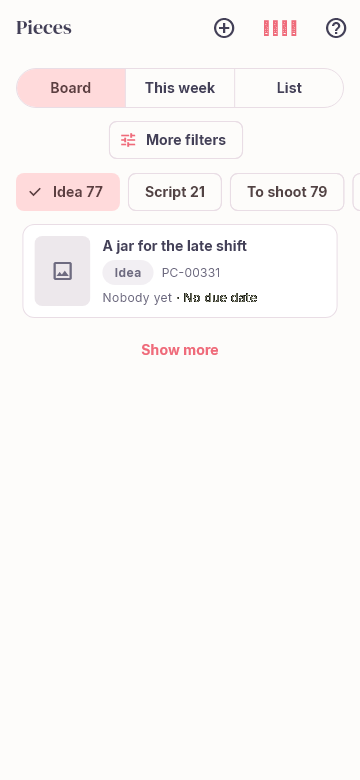 Pieces
Board
This week
List
More filters
Idea 77
Script 21
To shoot 79
A jar for the late shift
Idea
PC-00331
Nobody yet · No due date
Show more